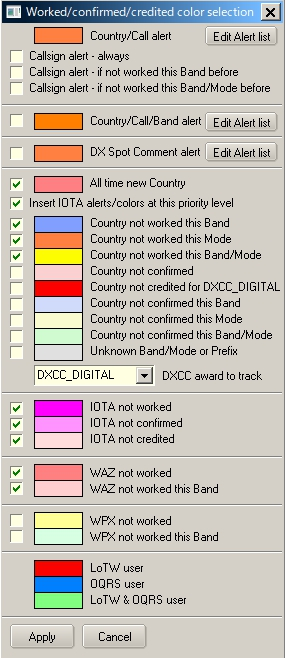 Worked/confirmed/credited color selection
Country/Call alert
Edit Alert list
Callsign alert - always
Callsign alert - if not worked this Band before
Callsign alert - if not worked this Band/Mode before
Country/Call/Band alert
Edit Alert list
DX Spot Comment alert
Edit Alert list
All time new Country
Insert IOTA alerts/colors at this priority level
Country not worked this Band
Country not worked this Mode
Country not worked this Band/Mode
Country not confirmed
Country not credited for DXCC_DIGITAL
Country not confirmed this Band
Country not confirmed this Mode
Country not confirmed this Band/Mode
Unknown Band/Mode or Prefix
DXCC_DIGITAL
DXCC award to track
IOTA not worked
IOTA not confirmed
IOTA not credited
WAZ not worked
WAZ not worked this Band
WPX not worked
WPX not worked this Band
LoTW user
OQRS user
LoTW & OQRS user
Apply
Cancel